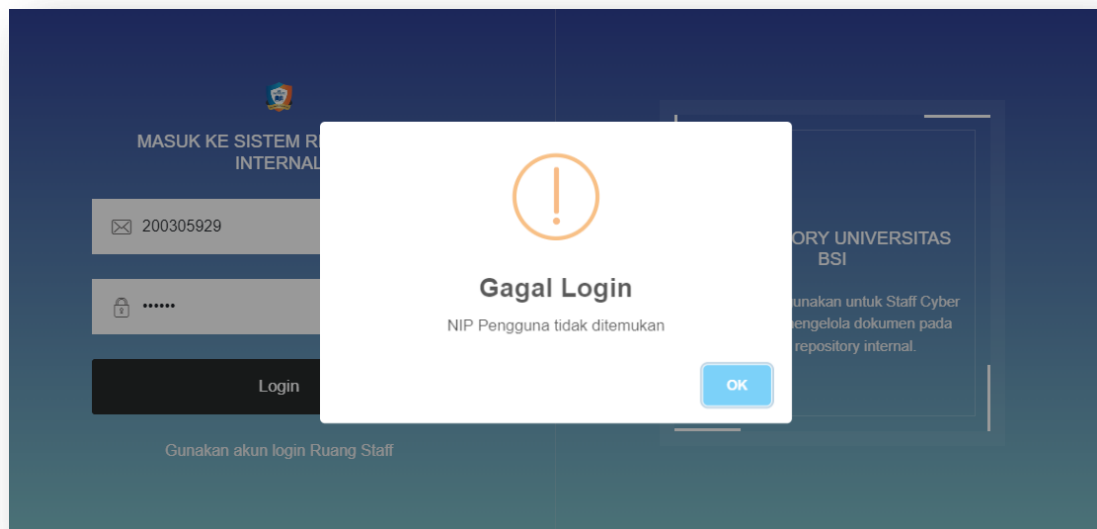 MASUK KE SISTEM R
INTERNAL
200305929
••••••
Login
Gunakan akun login Ruang Staff
Gagal Login
NIP Pengguna tidak ditemukan
OK
ORY UNIVERSITAS
BSI
unakan untuk Staff Cyber
engelola dokumen pada
repository internal.